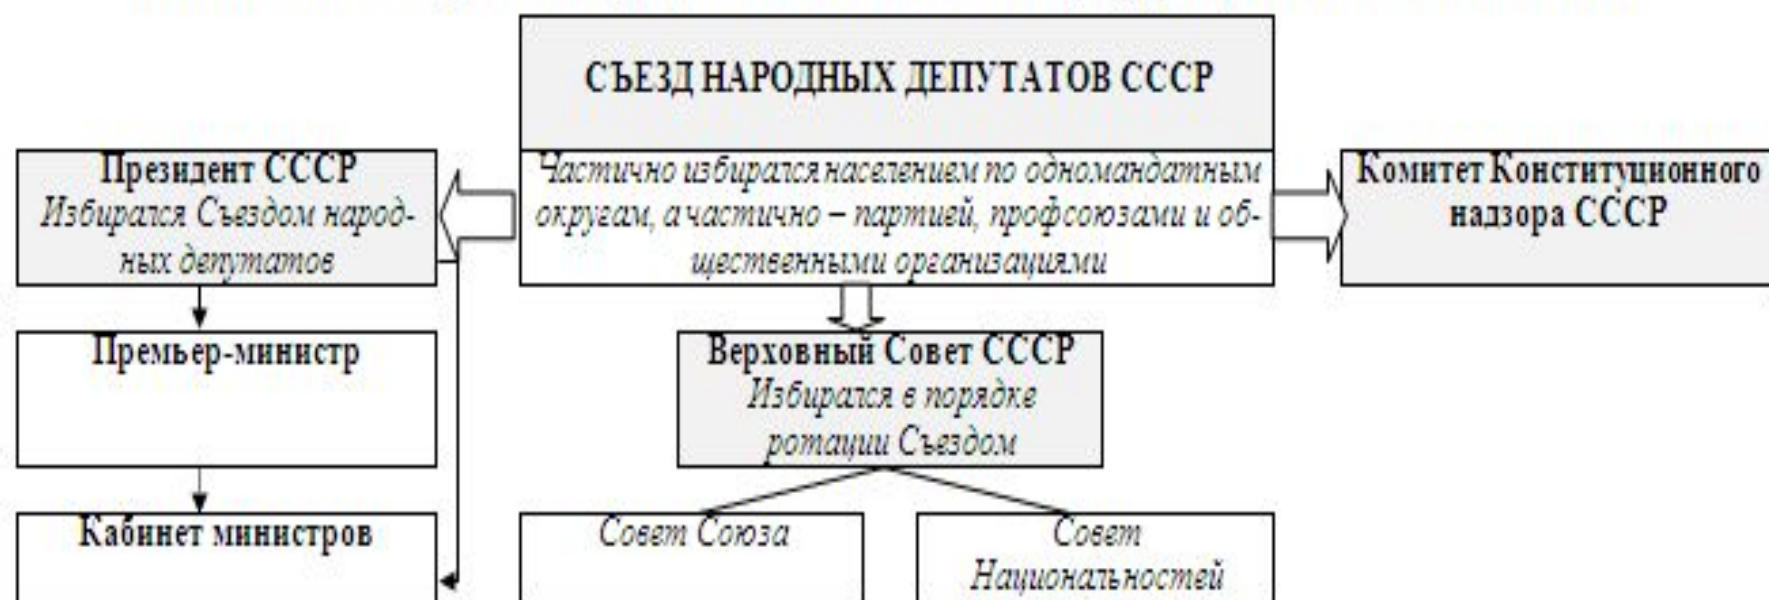 СЪЕЗД НАРОДНЫХ ДЕПУТАТОВ СССР
Частично избирался населением по одномандатным
округам, а частично – партией, профсоюзами и об-
щественными организациями
Президент СССР
Избирался Съездом народ-
ных депутатов
Комитет Конституционного
надзора СССР
Премьер-министр
Верховный Совет СССР
Избирался в порядке
ротации Съездом
Кабинет министров
Совет Союза
Совет
Национальностей